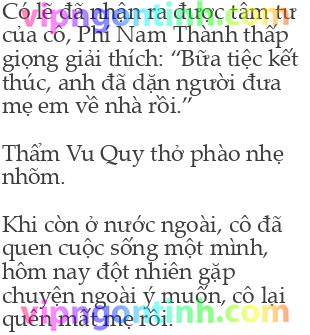 Có lẽ đã nhận ra được tâm tư
của cô, Phí Nam Thành thấp
giọng giải thích: “Bữa tiệc kết
thúc, anh đã dặn người đưa
mẹ em về nhà rồi.”
Thẩm Vu Quy thở phào nhẹ
nhõm.
Khi còn ở nước ngoài, cô đã
quen cuộc sống một mình,
hôm nay đột nhiên gặp
chuyện ngoài ý muốn, cô lại
quên mất mẹ rồi.
vipngontinh.com
vipngontinh.com